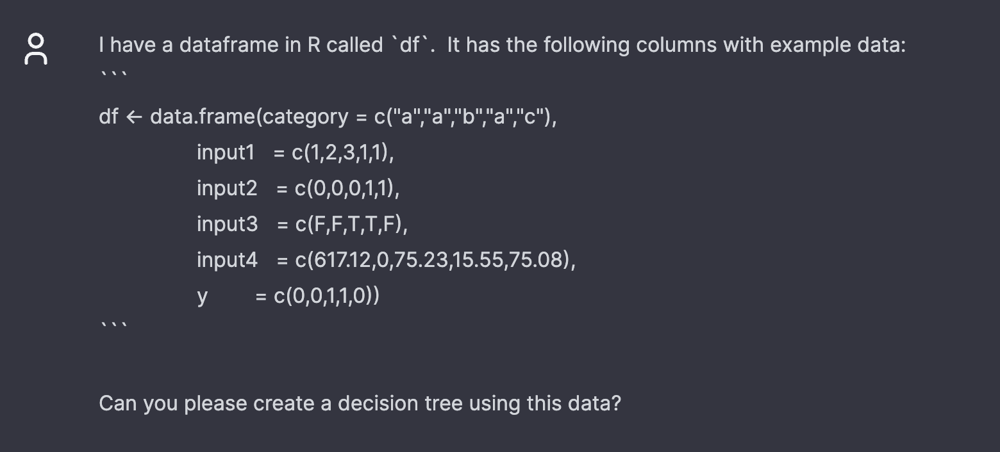 I have a dataframe in R called `df`.  It has the following columns with example data:
```
df <- data.frame(category = c("a","a","b","a","c"),
input1   = c(1,2,3,1,1),
input2   = c(0,0,0,1,1),
input3   = c(F,F,T,T,F),
input4   = c(617.12,0,75.23,15.55,75.08),
y        = c(0,0,1,1,0))
```
Can you please create a decision tree using this data?